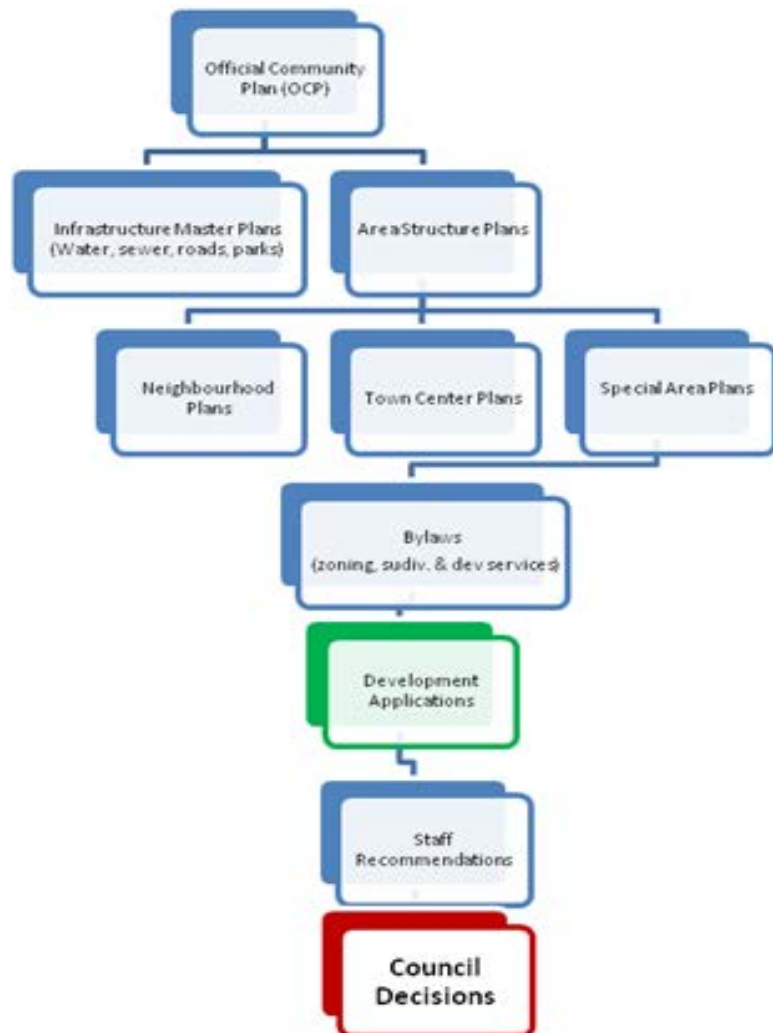 Official Community
Plan (OCP)
Infrastructure Master Plans
(Water, sewer, roads, parks)
Area Structure Plans
Neighbourhood
Plans
Town Center Plans
Special Area Plans
Bylaws
(zoning, sudiv. & dev services)
Development
Applications
Staff
Recommendations
Council
Decisions